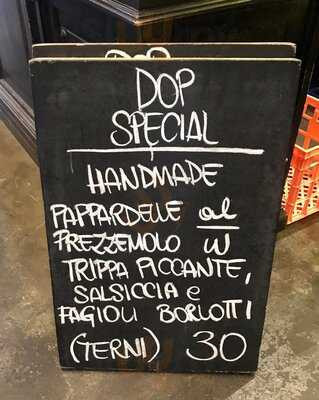 DOP
SPECIAL
HANDMADE
PAPPARDELLE al
PREZZEMOLO W
TRIPPA PICCANTE,
SALSICCIA e
FAGIOLI BORLOTTI
(TERNI) 30